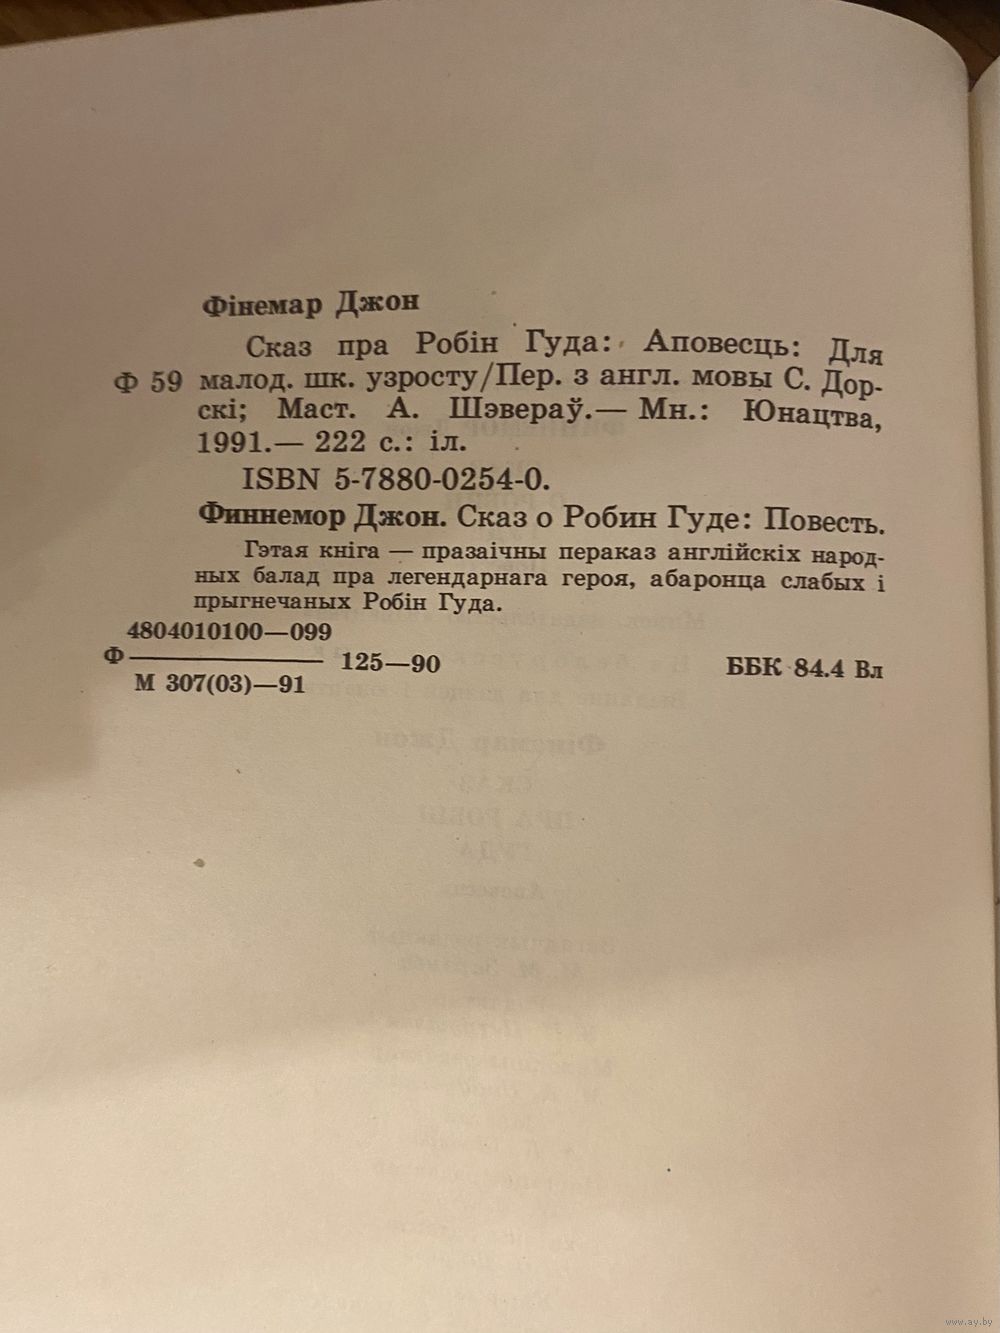 Фінемар Джон
Сказ пра Робін Гуда: Аповесць: Для
Ф 59 малод. шк. узросту/Пер. з англ. мовы С. Дор-
скі; Маст. А. Шэвераў.— Мн.: Юнацтва,
1991.— 222 с.: іл.
ISBN 5-7880-0254-0.
Финнемор Джон. Сказ о Робин Гуде: Повесть.
Гэтая кніга — празаічны пераказ англійскіх народ-
ных балад пра легендарнага героя, абаронца слабых і
прыгнечаных Робін Гуда.
4804010100—099
Ф 125—90 ББК 84.4 Вл
М 307(03)—91
www.ay.by